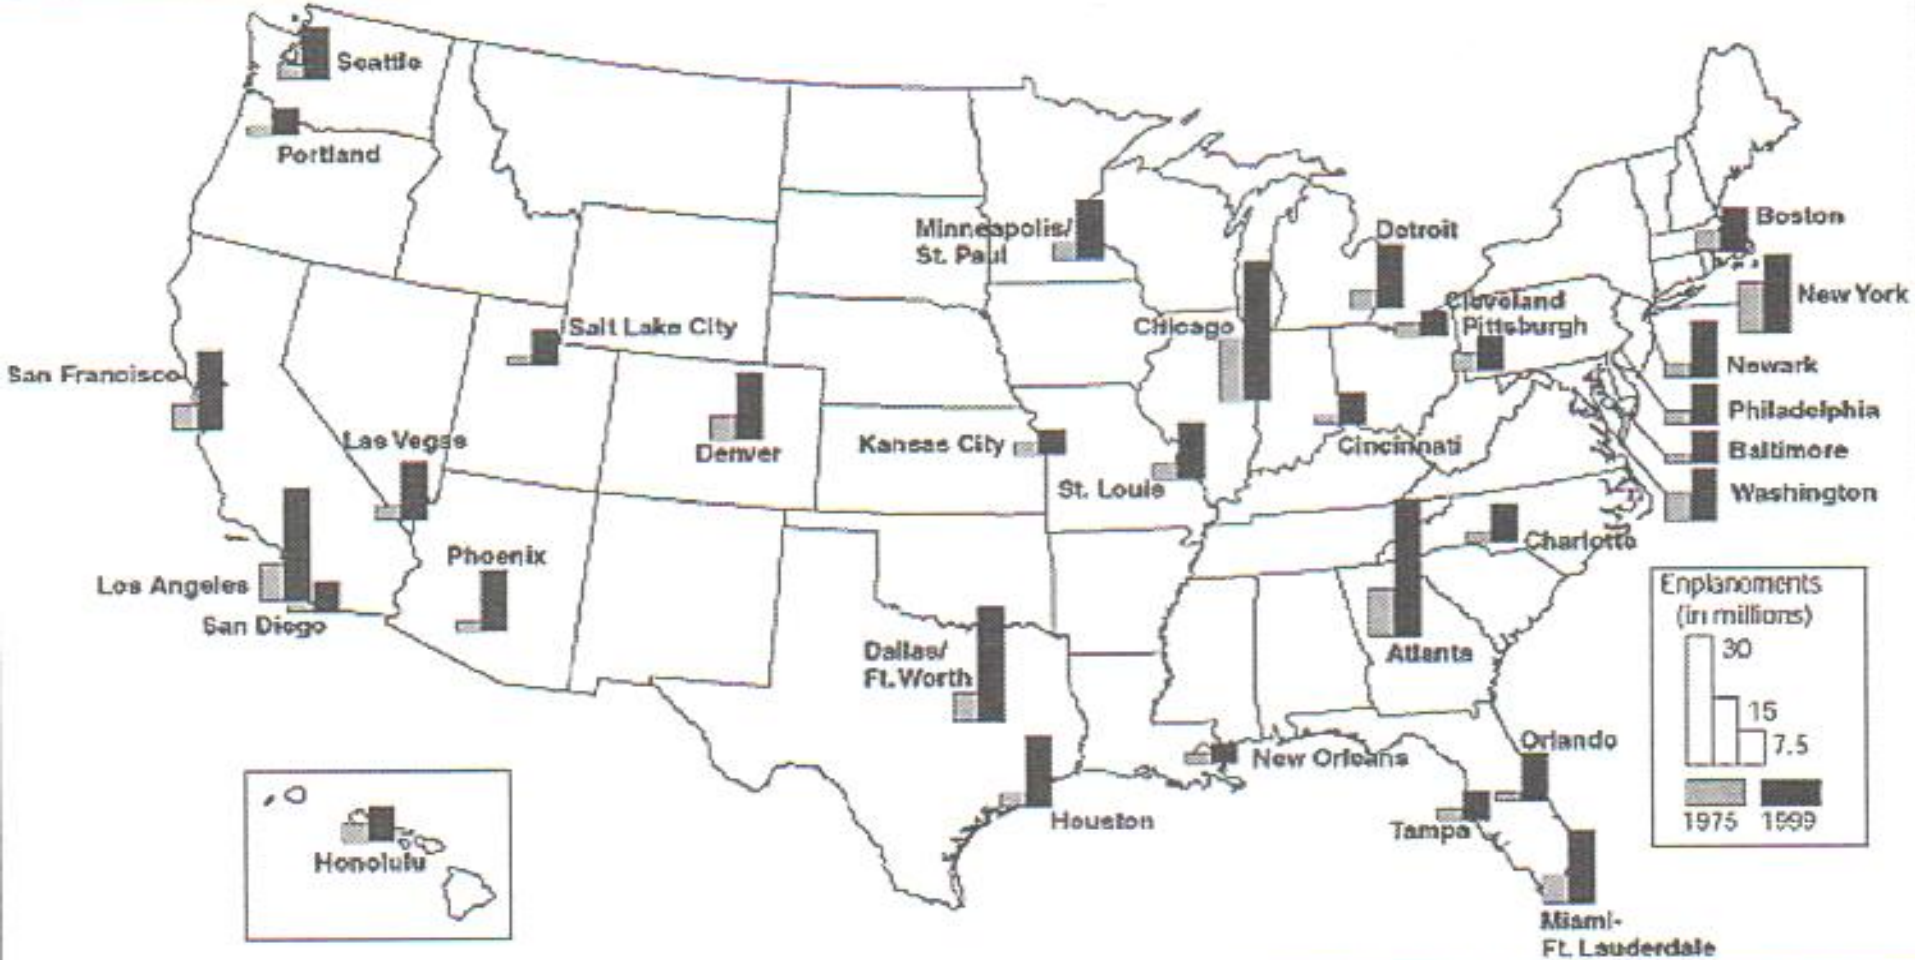 Seattle
Portland
Minneapolis/
St. Paul
Detroit
Boston
New York
Cleveland
Pittsburgh
Chicago
Salt Lake City
San Francisco
Newark
Philadelphia
Baltimore
Washington
Las Vegas
Denver
Kansas City
Cincinnati
St. Louis
Charlotte
Phoenix
Los Angeles
San Diego
Dallas/
Ft. Worth
Atlanta
Enplanements
(in millions)
30
15
7.5
1975 1999
Orlando
New Orleans
Houston
Tampa
Honolulu
Miami-
Ft. Lauderdale